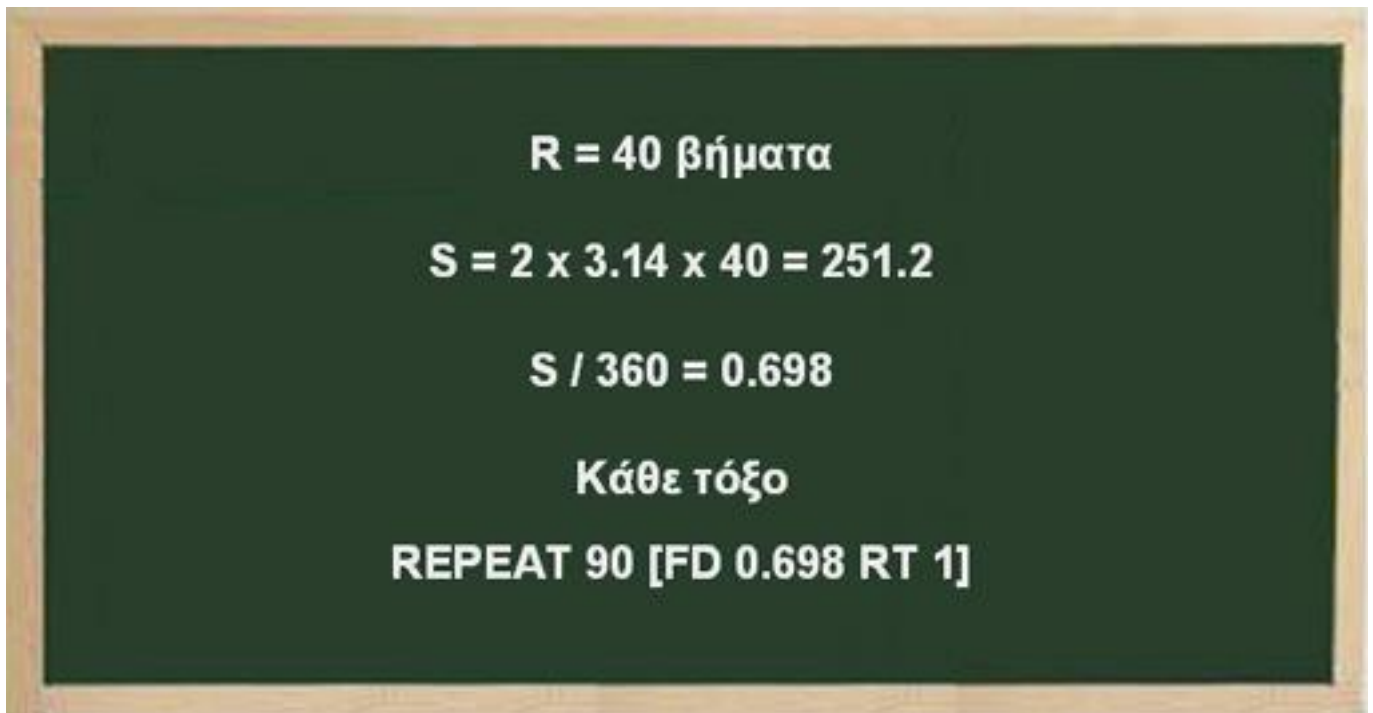 R = 40 βήματα
S = 2 x 3.14 x 40 = 251.2
S / 360 = 0.698
Κάθε τόξο
REPEAT 90 [FD 0.698 RT 1]